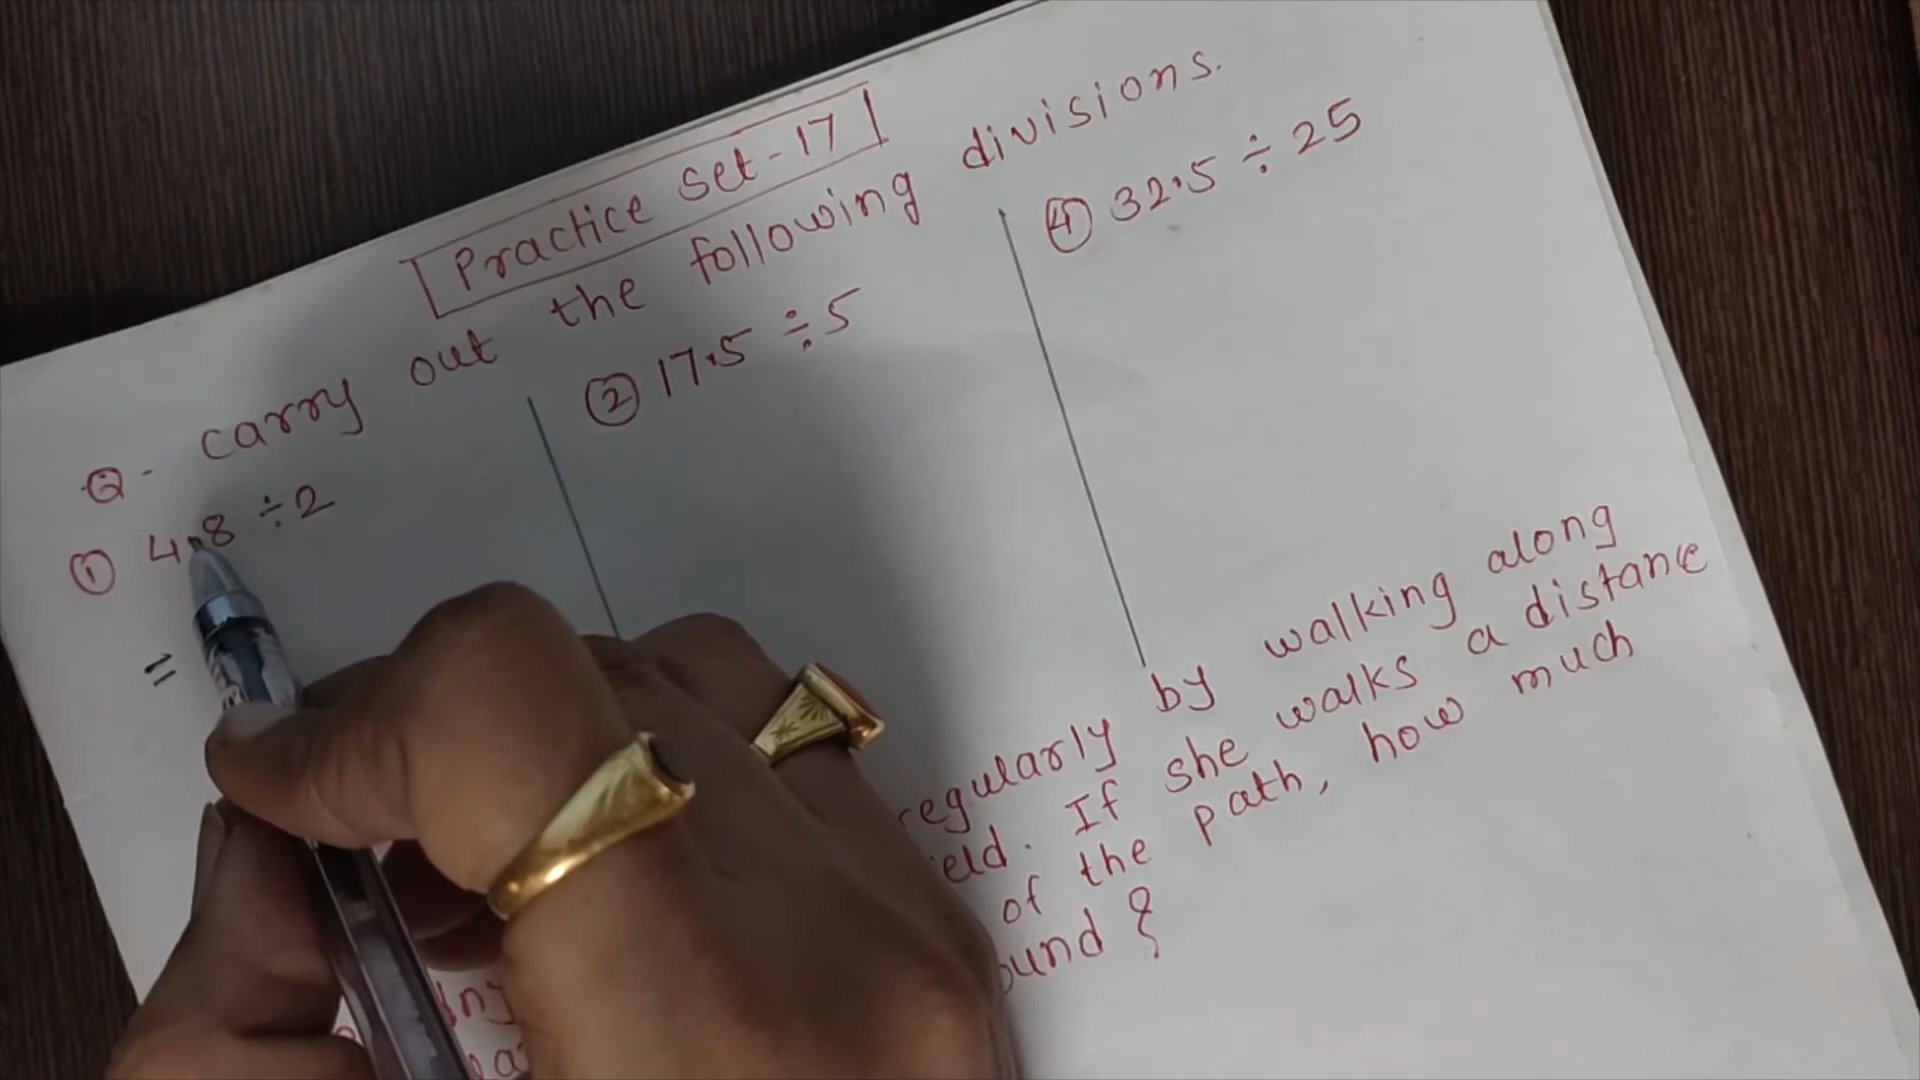 Practice Set-17
Q- carry out the following divisions.
① 4.8 ÷ 2
=
② 17.5 ÷ 5
④ 32.5 ÷ 25
regularly by walking along
If she walks a distance
of the path, how much
?